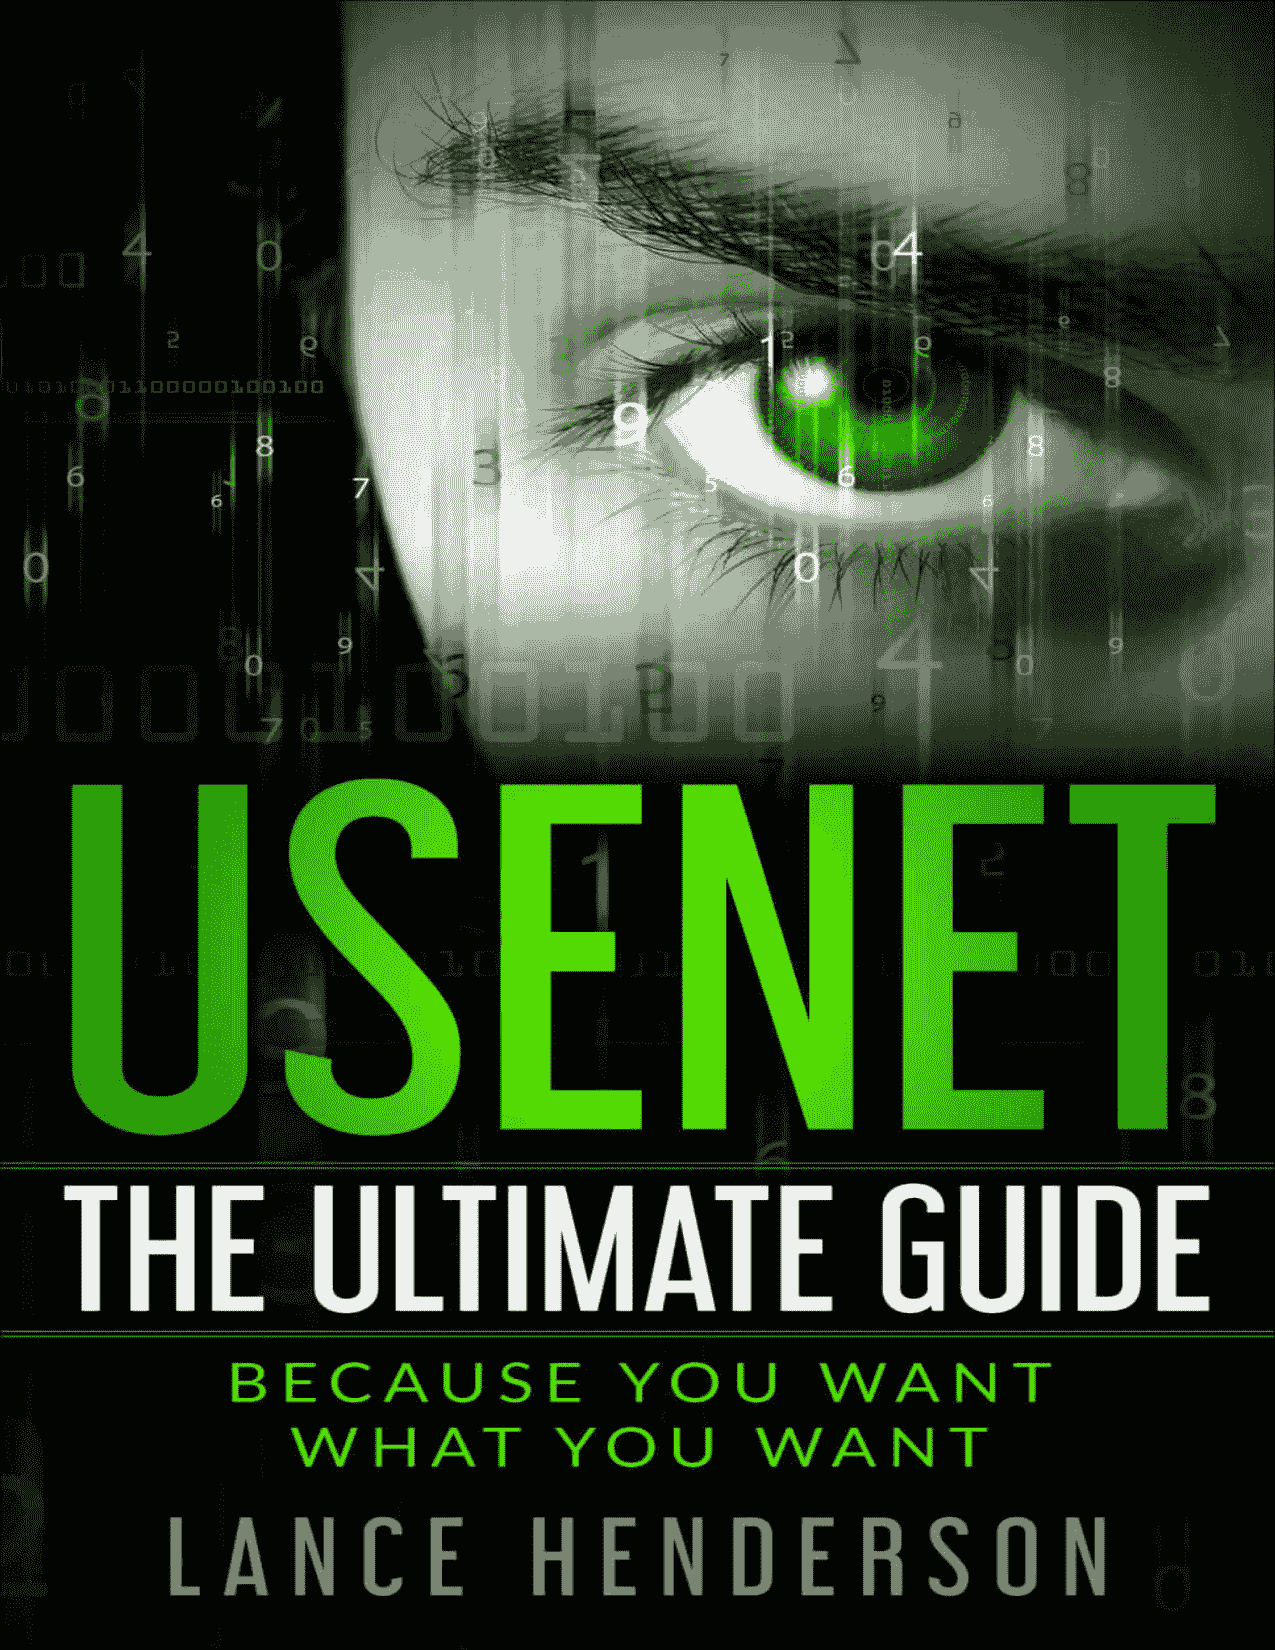 USENET
THE ULTIMATE GUIDE
BECAUSE YOU WANT
WHAT YOU WANT
LANCE HENDERSON